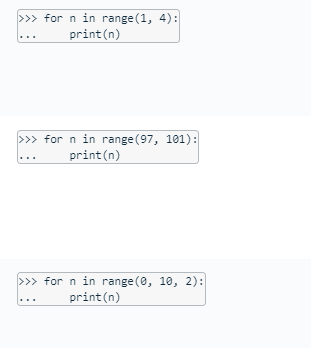 >>> for n in range(1, 4):
...     print(n)
>>> for n in range(97, 101):
...     print(n)
>>> for n in range(0, 10, 2):
...     print(n)